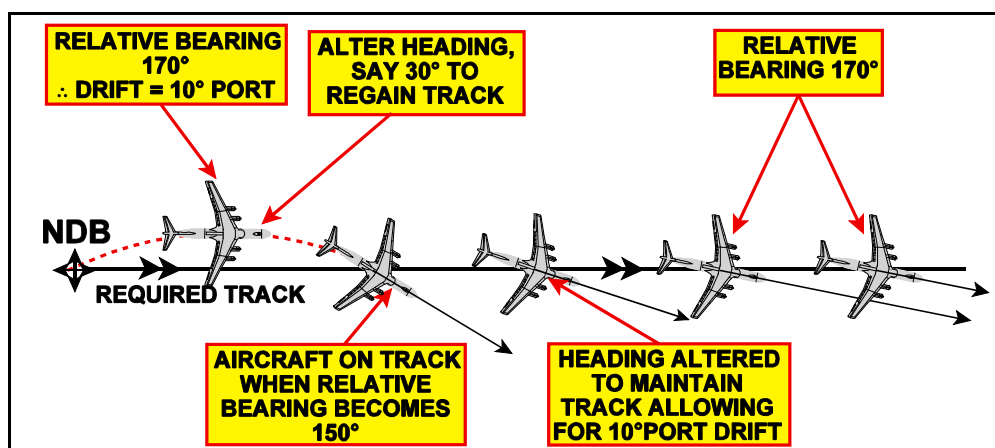 RELATIVE BEARING
170°
∴ DRIFT = 10° PORT
ALTER HEADING,
SAY 30° TO
REGAIN TRACK
RELATIVE
BEARING 170°
NDB
REQUIRED TRACK
AIRCRAFT ON TRACK
WHEN RELATIVE
BEARING BECOMES
150°
HEADING ALTERED
TO MAINTAIN
TRACK ALLOWING
FOR 10°PORT DRIFT